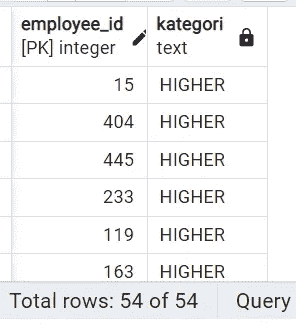 employee_id kategori
[PK] integer text
15 HIGHER
404 HIGHER
445 HIGHER
233 HIGHER
119 HIGHER
163 HIGHER
Total rows: 54 of 54 Query